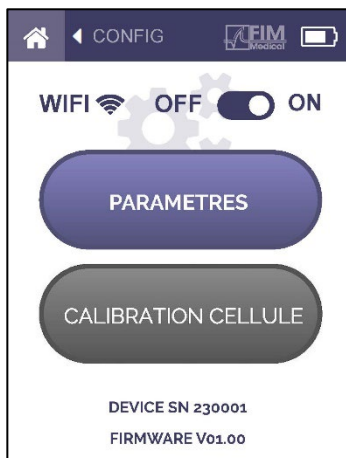 CONFIG
FIM
Medical
WIFI OFF ON
PARAMETRES
CALIBRATION CELLULE
DEVICE SN 230001
FIRMWARE V01.00